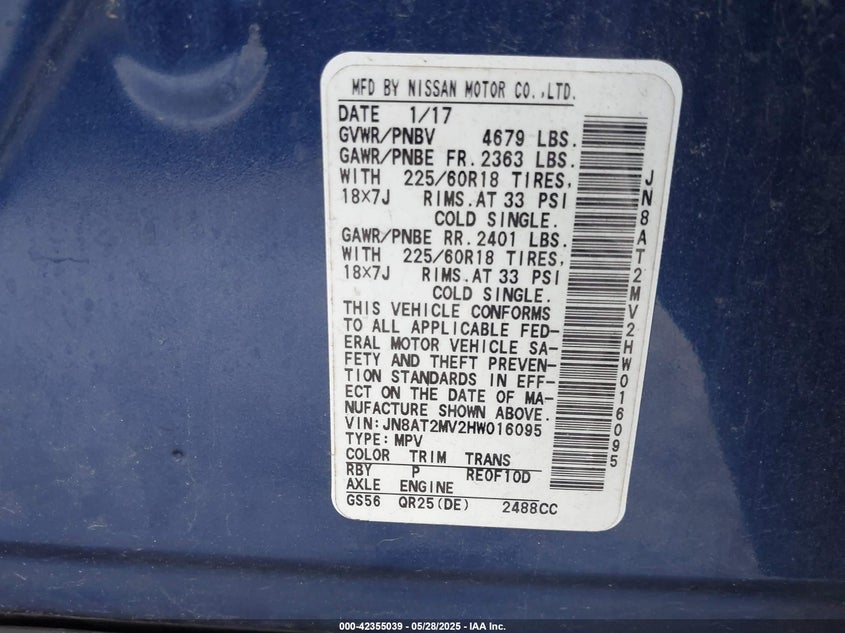 MFD BY NISSAN MOTOR CO.,LTD.
DATE 1/17
GVWR/PNBV 4679 LBS.
GAWR/PNBE FR. 2363 LBS.
WITH 225/60R18 TIRES,
18×7J RIMS. AT 33 PSI
COLD SINGLE.
GAWR/PNBE RR. 2401 LBS.
WITH 225/60R18 TIRES,
18×7J RIMS. AT 33 PSI
COLD SINGLE.
THIS VEHICLE CONFORMS
TO ALL APPLICABLE FED-
ERAL MOTOR VEHICLE SA-
FETY AND THEFT PREVEN-
TION STANDARDS IN EFF-
ECT ON THE DATE OF MA-
NUFACTURE SHOWN ABOVE.
VIN: JN8AT2MV2HW016095
TYPE: MPV
COLOR TRIM TRANS
RBY P RE0F10D
AXLE ENGINE
GS56 QR25(DE) 2488CC
JN8AT2MV2HW016095
000-42355039 • 05/28/2025 • IAA Inc.